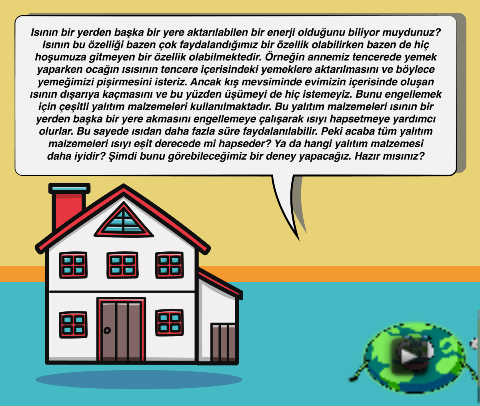 Isının bir yerden başka bir yere aktarılabilen bir enerji olduğunu biliyor muydunuz?
Isının bu özelliği bazen çok faydalandığımız bir özellik olabilirken bazen de hiç
hoşumuza gitmeyen bir özellik olabilmektedir. Örneğin annemiz tencerede yemek
yaparken ocağın ısısının tencere içerisindeki yemeklere aktarılmasını ve böylece
yemeğimizi pişirmesini isteriz. Ancak kış mevsiminde evimizin içerisinde oluşan
ısının dışarıya kaçmasını ve bu yüzden üşümeyi de hiç istemeyiz. Bunu engellemek
için çeşitli yalıtım malzemeleri kullanılmaktadır. Bu yalıtım malzemeleri ısının bir
yerden başka bir yere akmasını engellemeye çalışarak ısıyı hapsetmeye yardımcı
olurlar. Bu sayede ısıdan daha fazla süre faydalanılabilir. Peki acaba tüm yalıtım
malzemeleri ısıyı eşit derecede mi hapseder? Ya da hangi yalıtım malzemesi
daha iyidir? Şimdi bunu görebileceğimiz bir deney yapacağız. Hazır mısınız?